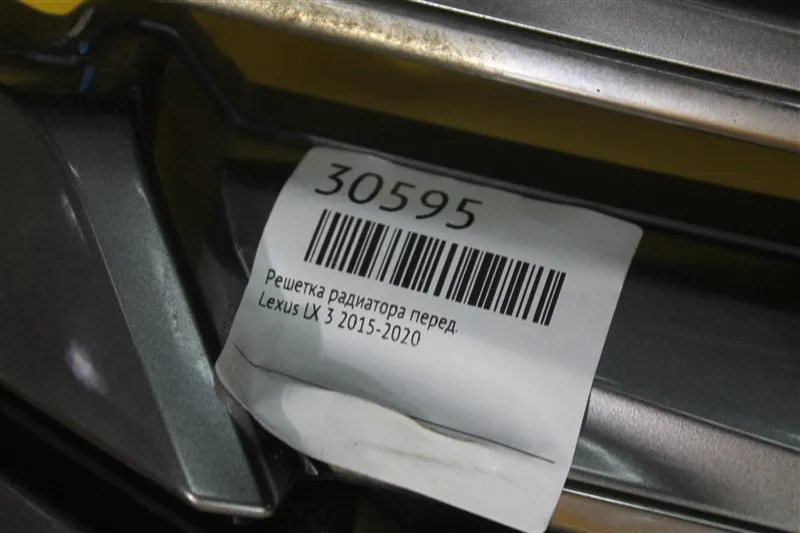 30595
Решетка радиатора перед.
Lexus LX 3 2015-2020